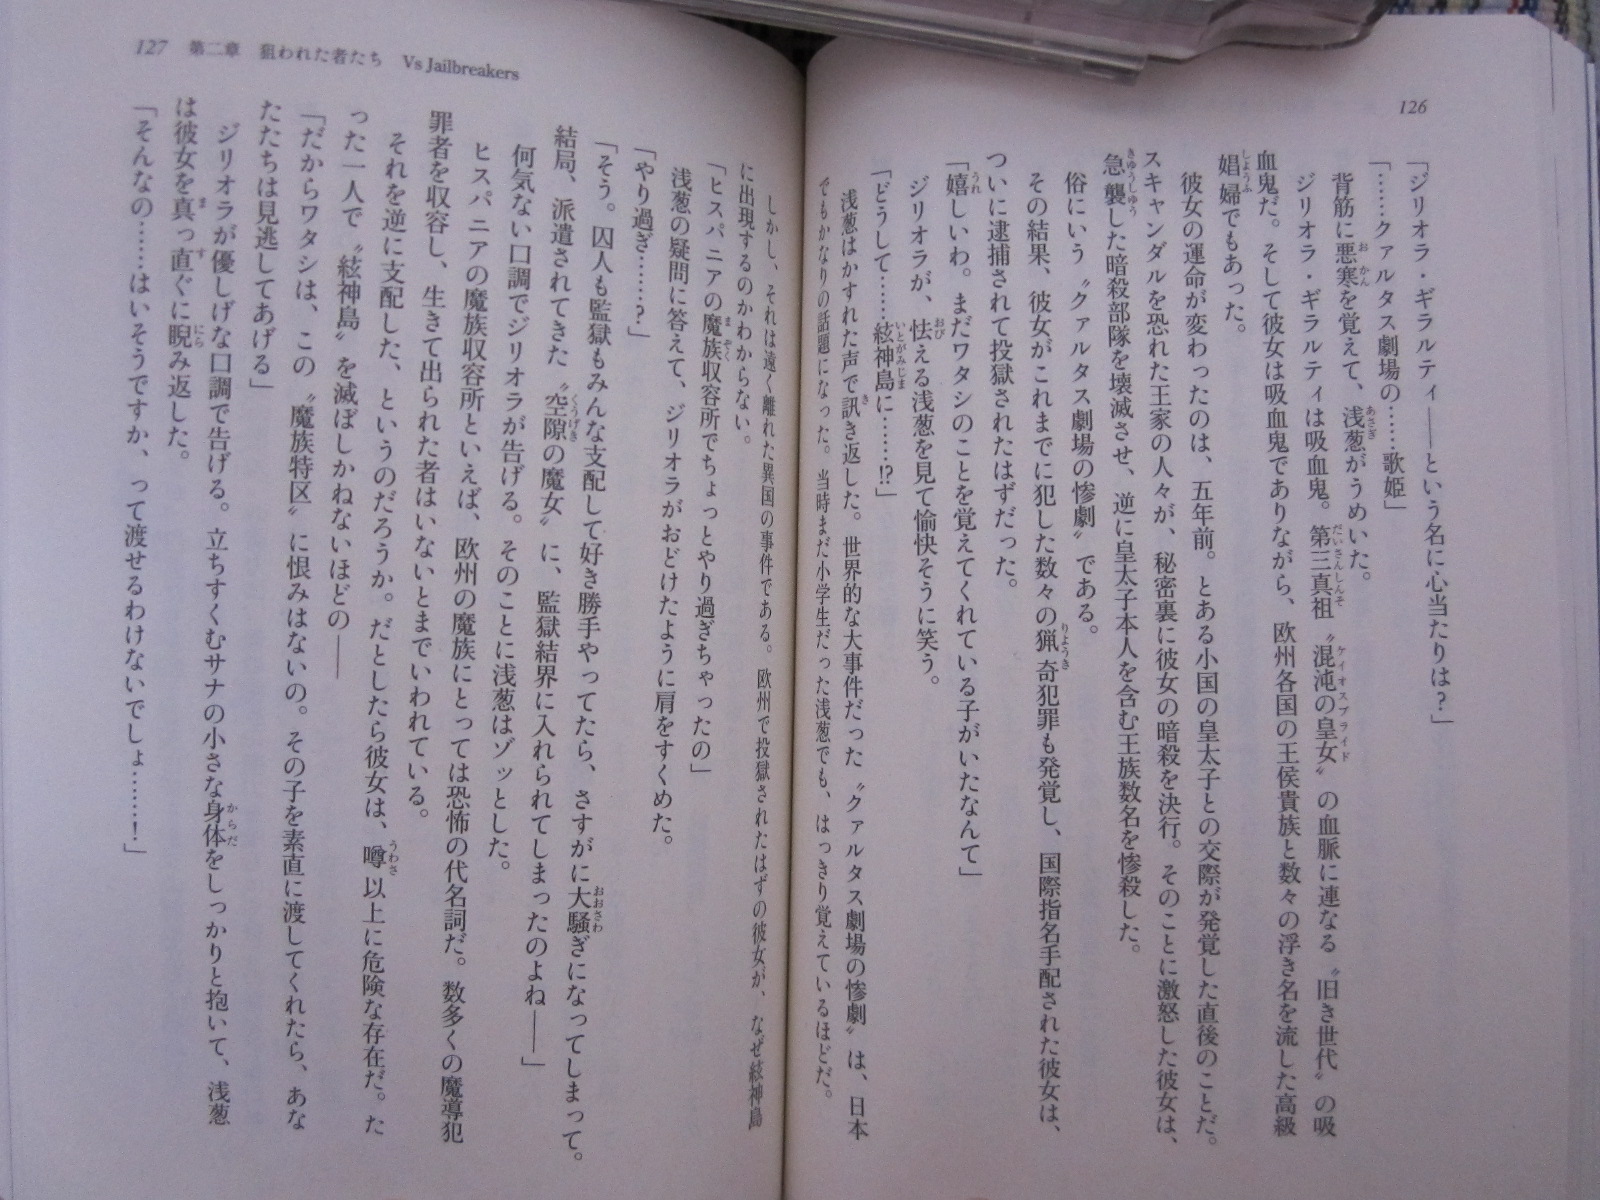 126
「ジリオラ・ギラルティ――という名に心当たりは？」
「……クァルタス劇場の……歌姫」
背筋に悪寒を覚えて、浅葱がうめいた。
ジリオラ・ギラルティは吸血鬼。第三真祖〝混沌の皇女〟の血脈に連なる〝旧き世代〟の吸
血鬼だ。そして彼女は吸血鬼でありながら、欧州各国の王侯貴族と数々の浮き名を流した高級
娼婦でもあった。
彼女の運命が変わったのは、五年前。とある小国の皇太子との交際が発覚した直後のことだ。
スキャンダルを恐れた王家の人々が、秘密裏に彼女の暗殺を決行。そのことに激怒した彼女は、
急襲した暗殺部隊を壊滅させ、逆に皇太子本人を含む王族数名を惨殺した。
俗にいう〝クァルタス劇場の惨劇〟である。
その結果、彼女がこれまでに犯した数々の猟奇犯罪も発覚し、国際指名手配された彼女は、
ついに逮捕されて投獄されたはずだった。
「嬉しいわ。まだワタシのことを覚えてくれている子がいたなんて」
ジリオラが、怯える浅葱を見て愉快そうに笑う。
「どうして……絃神島に……⁉」
浅葱はかすれた声で訊き返した。世界的な大事件だった〝クァルタス劇場の惨劇〟は、日本
でもかなりの話題になった。当時まだ小学生だった浅葱でも、はっきり覚えているほどだ。
127 第二章 狙われた者たち Vs Jailbreakers
しかし、それは遠く離れた異国の事件である。欧州で投獄されたはずの彼女が、なぜ絃神島
に出現するのかわからない。
「ヒスパニアの魔族収容所でちょっとやり過ぎちゃったの」
浅葱の疑問に答えて、ジリオラがおどけたように肩をすくめた。
「やり過ぎ……？」
「そう。囚人も監獄もみんな支配して好き勝手やってたら、さすがに大騒ぎになってしまって。
結局、派遣されてきた〝空隙の魔女〟に、監獄結界に入れられてしまったのよね――」
何気ない口調でジリオラが告げる。そのことに浅葱はゾッとした。
ヒスパニアの魔族収容所といえば、欧州の魔族にとっては恐怖の代名詞だ。数多くの魔導犯
罪者を収容し、生きて出られた者はいないとまでいわれている。
それを逆に支配した、というのだろうか。だとしたら彼女は、噂以上に危険な存在だ。た
った一人で〝絃神島〟を滅ぼしかねないほどの――
「だからワタシは、この〝魔族特区〟に恨みはないの。その子を素直に渡してくれたら、あな
たたちは見逃してあげる」
ジリオラが優しげな口調で告げる。立ちすくむサナの小さな身体をしっかりと抱いて、浅葱
は彼女を真っ直ぐに睨み返した。
「そんなの……はいそうですか、って渡せるわけないでしょ……！」